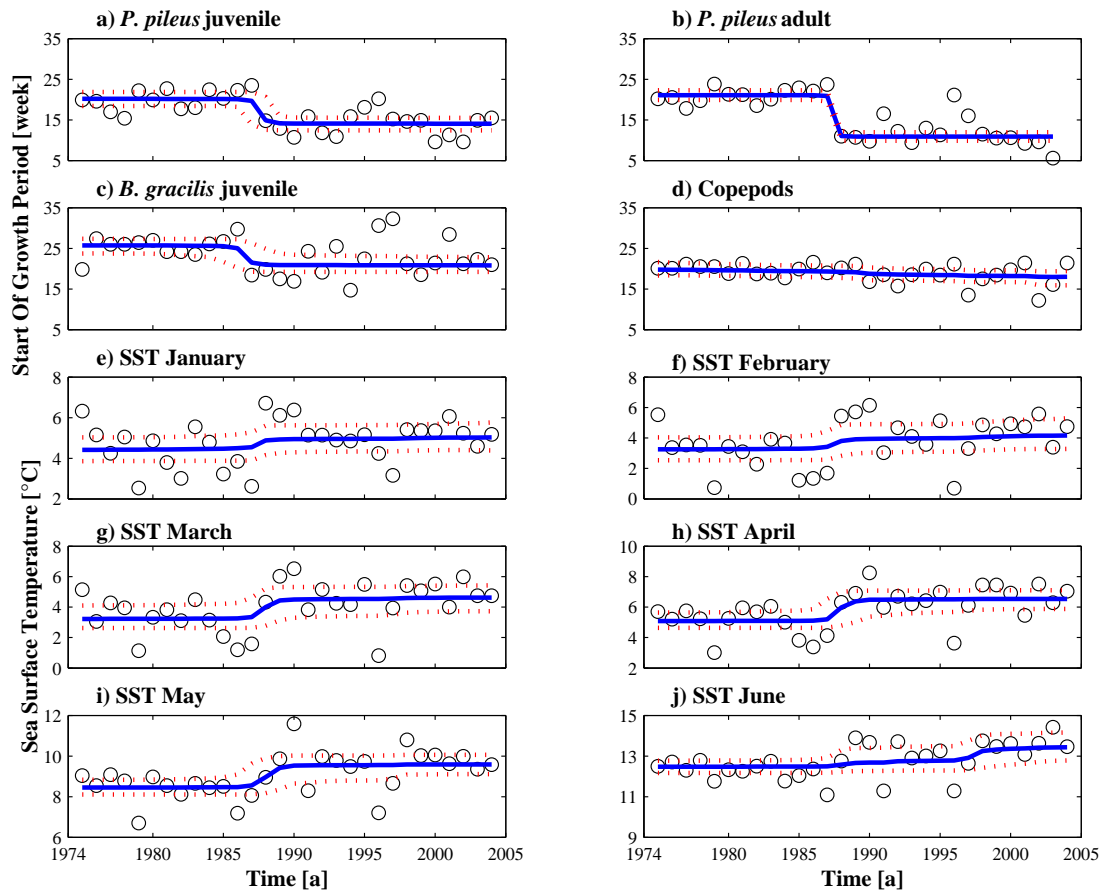 a) P. pileus juvenile
b) P. pileus adult
35
25
15
5
35
25
15
5
c) B. gracilis juvenile
d) Copepods
35
25
15
5
35
25
15
5
Start Of Growth Period [week]
e) SST January
f) SST February
8
6
4
2
8
6
4
2
0
g) SST March
h) SST April
8
6
4
2
0
10
8
6
4
2
i) SST May
j) SST June
12
10
8
6
15
13
11
9
Sea Surface Temperature [°C]
1974 1980 1985 1990 1995 2000 2005
1974 1980 1985 1990 1995 2000 2005
Time [a]
Time [a]